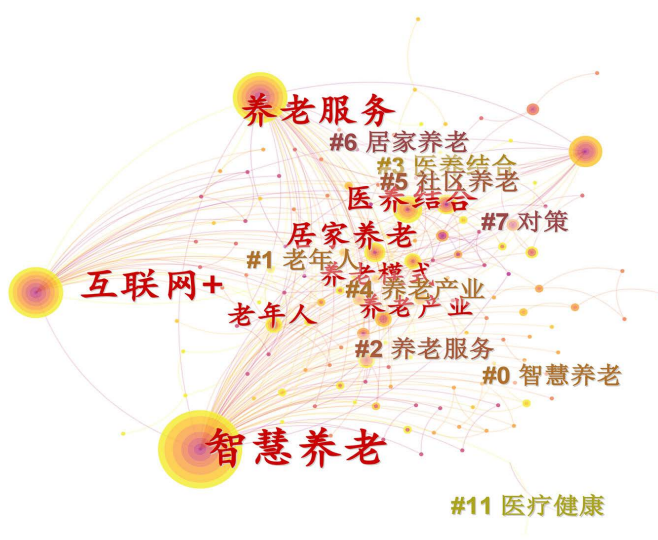 养老服务
#6 居家养老
#3 医养结合
#5 社区养老
医养结合
#7 对策
居家养老
#1 老年人
养老模式
互联网+
#4 养老产业
养老产业
老年人
#2 养老服务
#0 智慧养老
智慧养老
#11 医疗健康